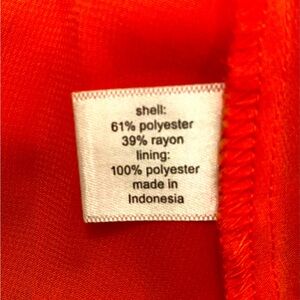 shell:
61% polyester
39% rayon
lining:
100% polyester
made in
Indonesia